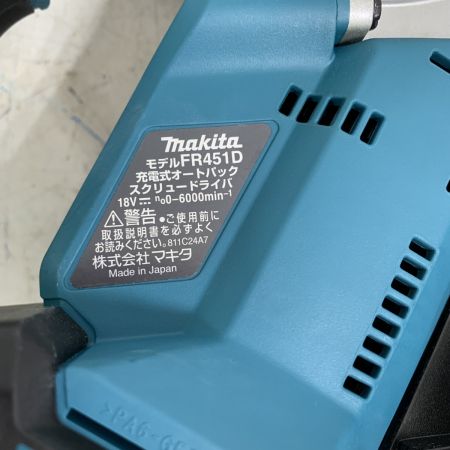 makita
モデルFR451D
充電式オートパック
スクリュードライバ
18V⎓ n₀0-6000min⁻¹
⚠警告•ご使用前に
取扱説明書を必ずよく
お読みください。811C24A7
株式会社マキタ
Made in Japan
>PA6-G